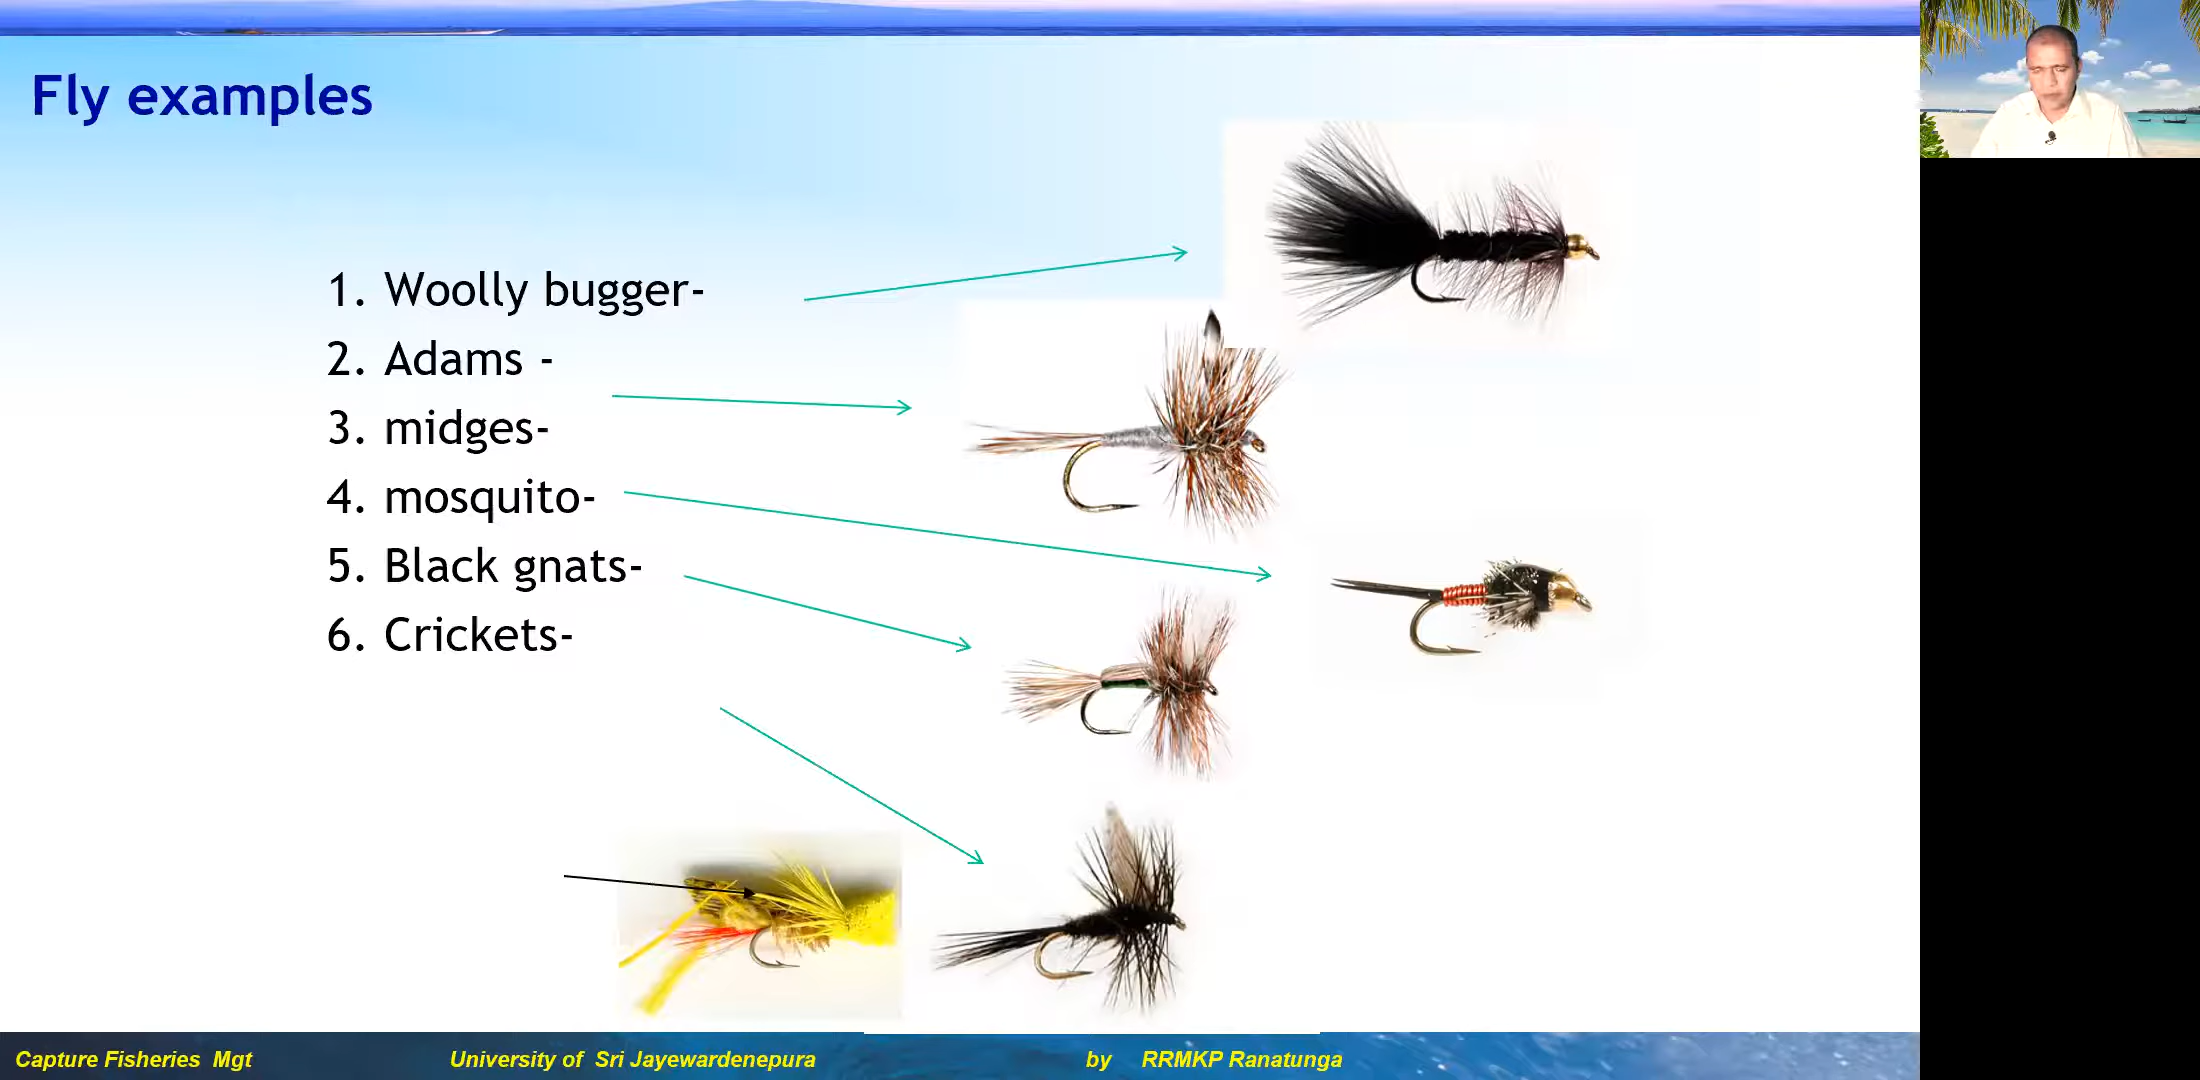 Fly examples
1. Woolly bugger-
2. Adams -
3. midges-
4. mosquito-
5. Black gnats-
6. Crickets-
Capture Fisheries Mgt University of Sri Jayewardenepura by RRMKP Ranatunga